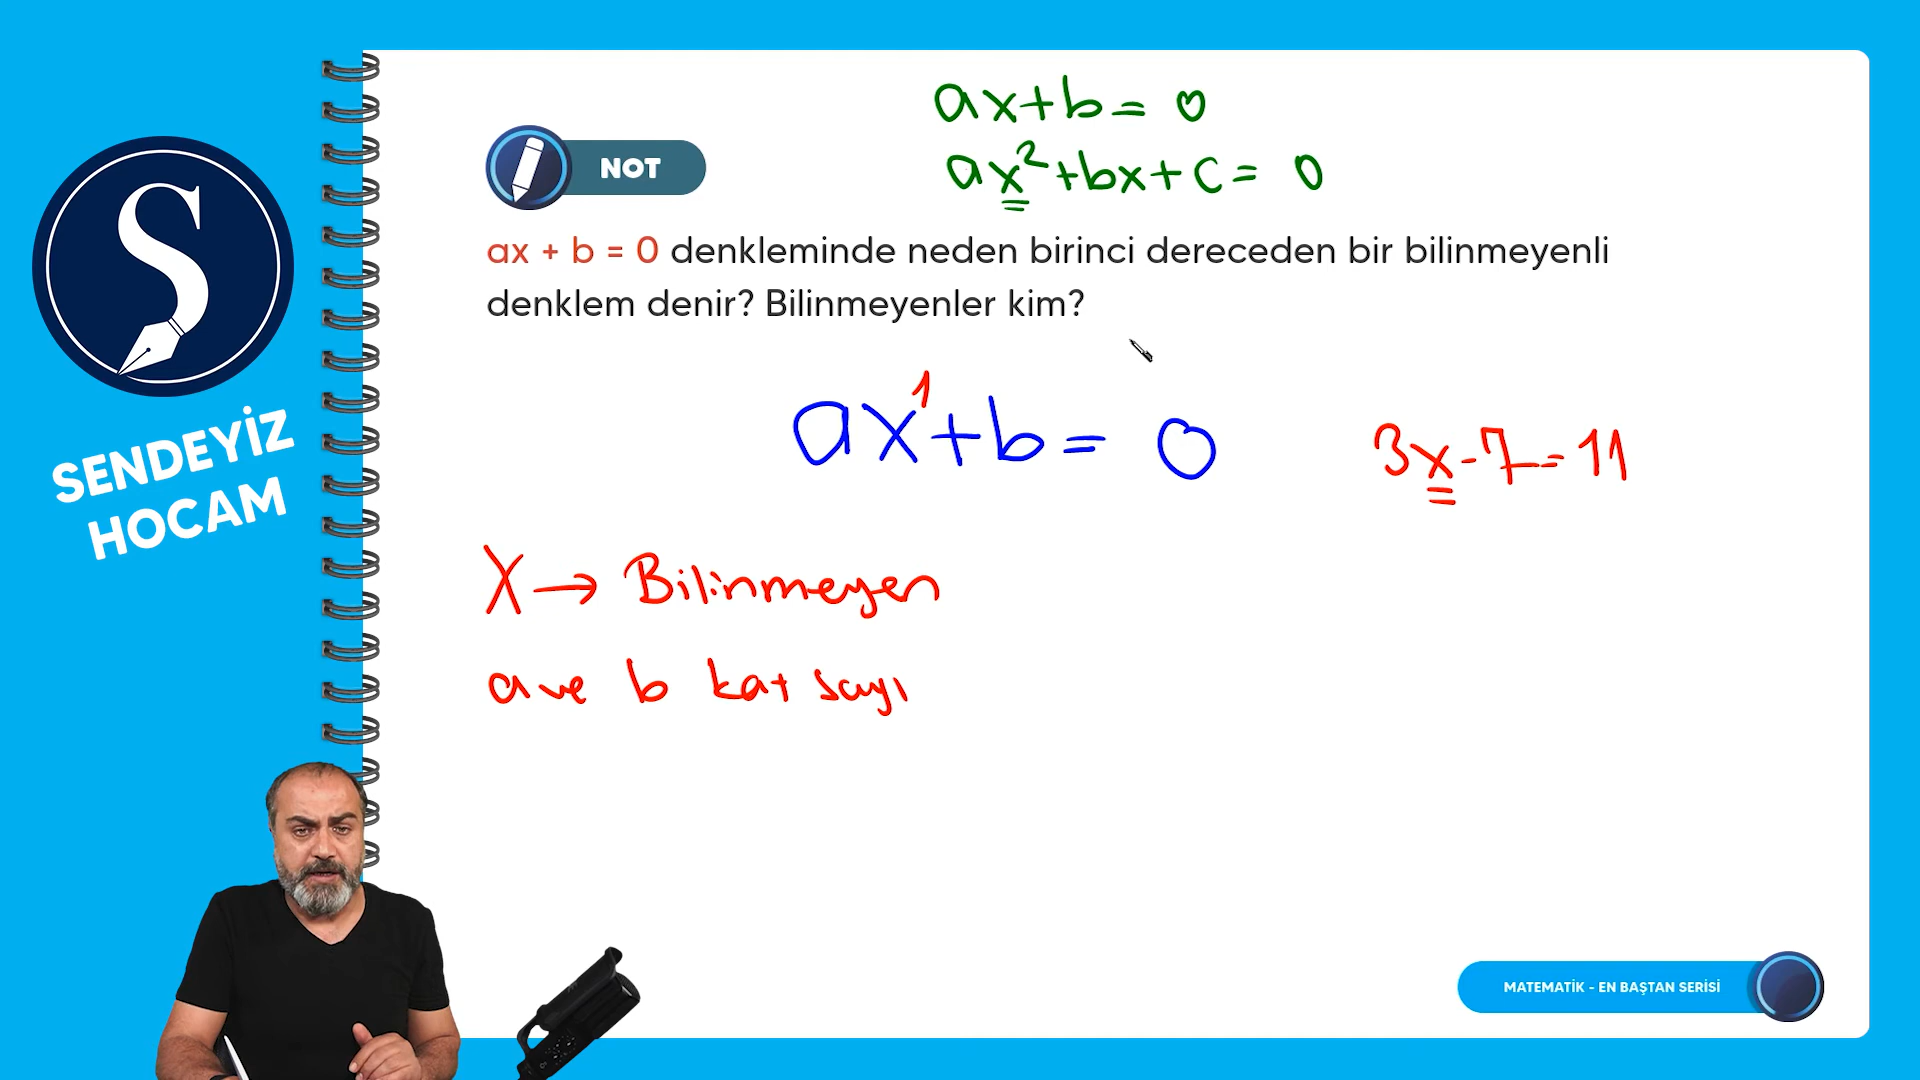 ax+b= 0
ax²+bx+c= 0
NOT
ax + b = 0 denkleminde neden birinci dereceden bir bilinmeyenli
denklem denir? Bilinmeyenler kim?
ax¹+b= 0
3x-7=11
X → Bilinmeyen
a ve b kat sayı
S
SENDEYİZ
HOCAM
MATEMATİK - EN BAŞTAN SERİSİ